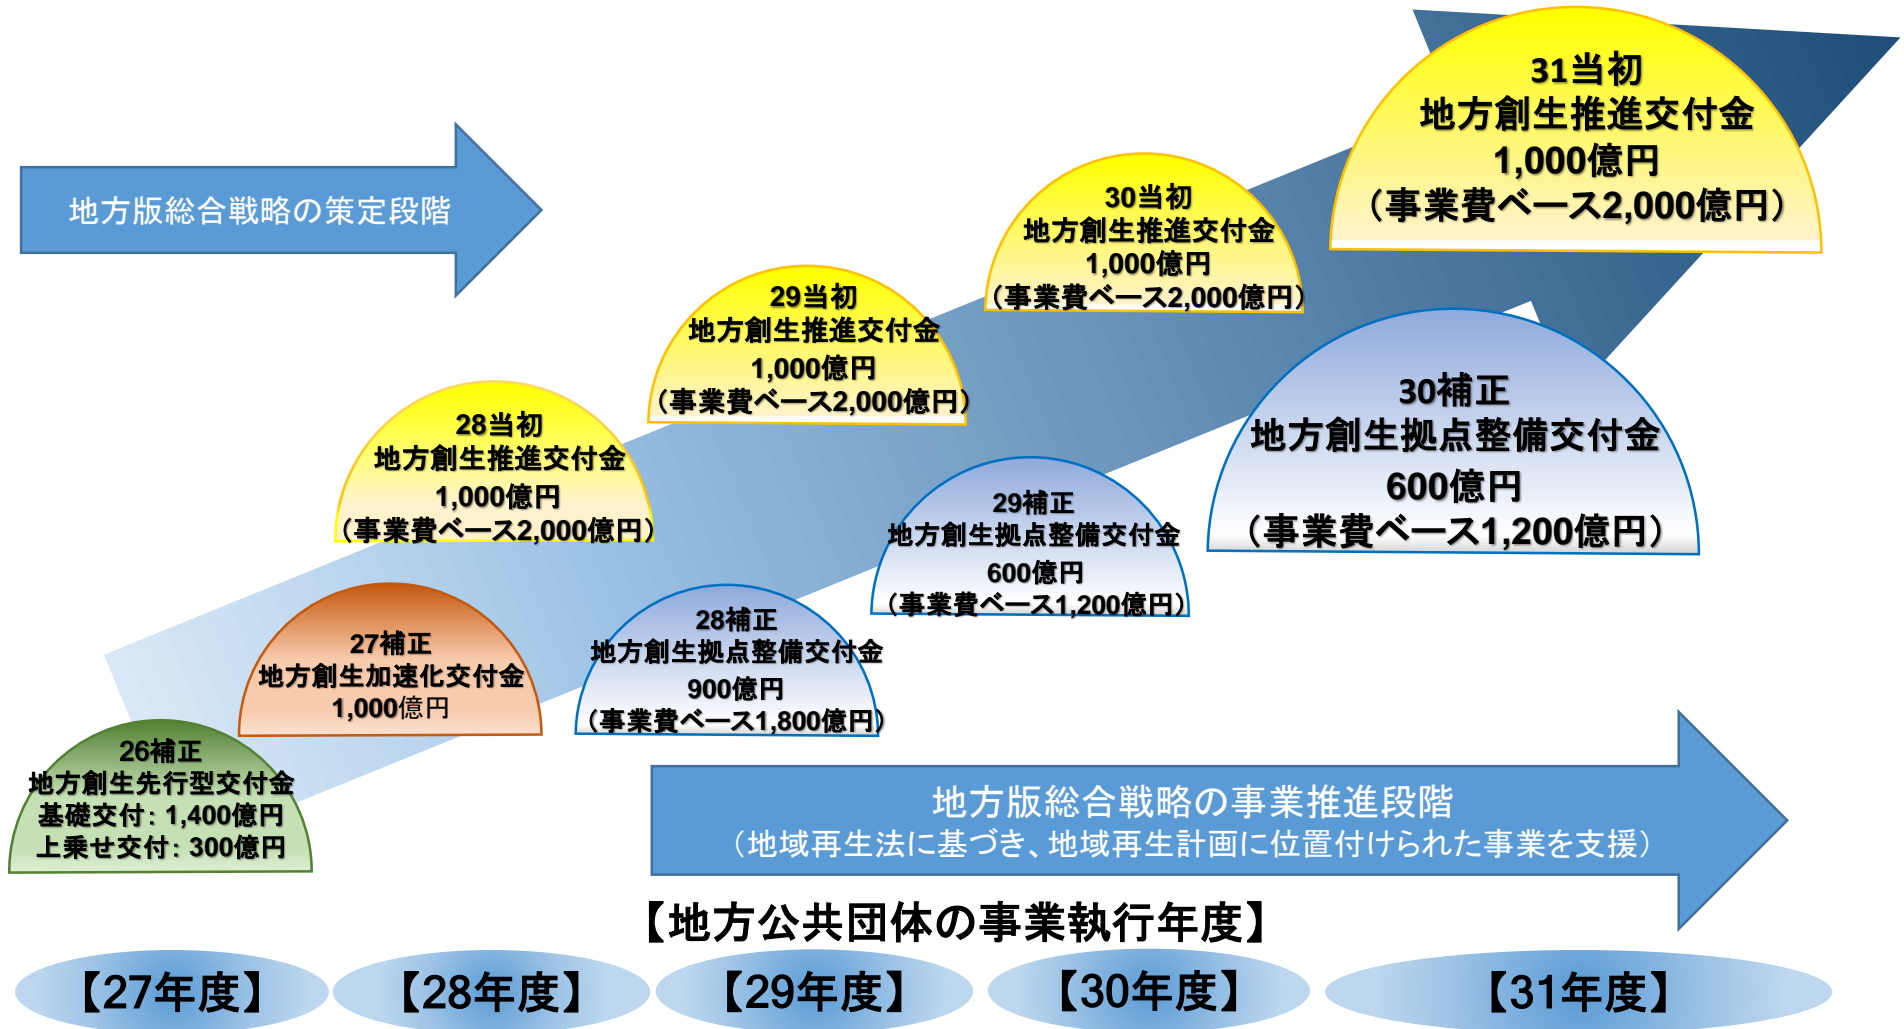 地方版総合戦略の策定段階
31当初
地方創生推進交付金
1,000億円
（事業費ベース2,000億円）
30当初
地方創生推進交付金
1,000億円
（事業費ベース2,000億円）
29当初
地方創生推進交付金
1,000億円
（事業費ベース2,000億円）
28当初
地方創生推進交付金
1,000億円
（事業費ベース2,000億円）
30補正
地方創生拠点整備交付金
600億円
（事業費ベース1,200億円）
29補正
地方創生拠点整備交付金
600億円
（事業費ベース1,200億円）
28補正
地方創生拠点整備交付金
900億円
（事業費ベース1,800億円）
27補正
地方創生加速化交付金
1,000億円
26補正
地方創生先行型交付金
基礎交付：1,400億円
上乗せ交付：300億円
地方版総合戦略の事業推進段階
（地域再生法に基づき、地域再生計画に位置付けられた事業を支援）
【地方公共団体の事業執行年度】
【27年度】
【28年度】
【29年度】
【30年度】
【31年度】